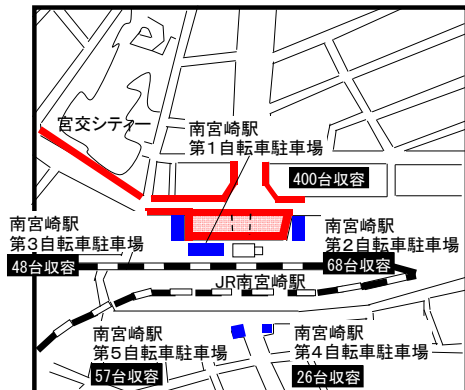 宮交シティー
南宮崎駅
第1自転車駐車場
400台収容
南宮崎駅
第3自転車駐車場
48台収容
南宮崎駅
第2自転車駐車場
68台収容
JR南宮崎駅
南宮崎駅
第5自転車駐車場
57台収容
南宮崎駅
第4自転車駐車場
26台収容